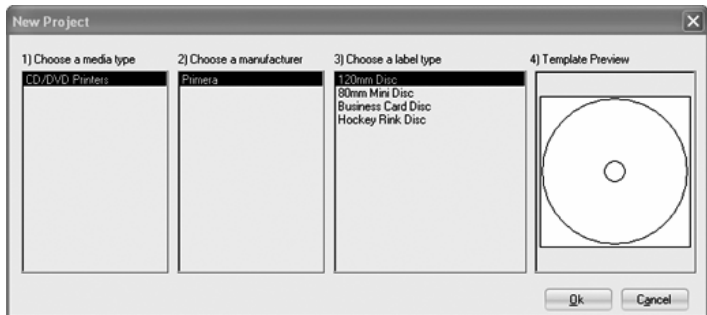 New Project
1) Choose a media type
2) Choose a manufacturer
3) Choose a label type
4) Template Preview
CD/DVD Printers
Primera
120mm Disc
80mm Mini Disc
Business Card Disc
Hockey Rink Disc
Ok
Cancel